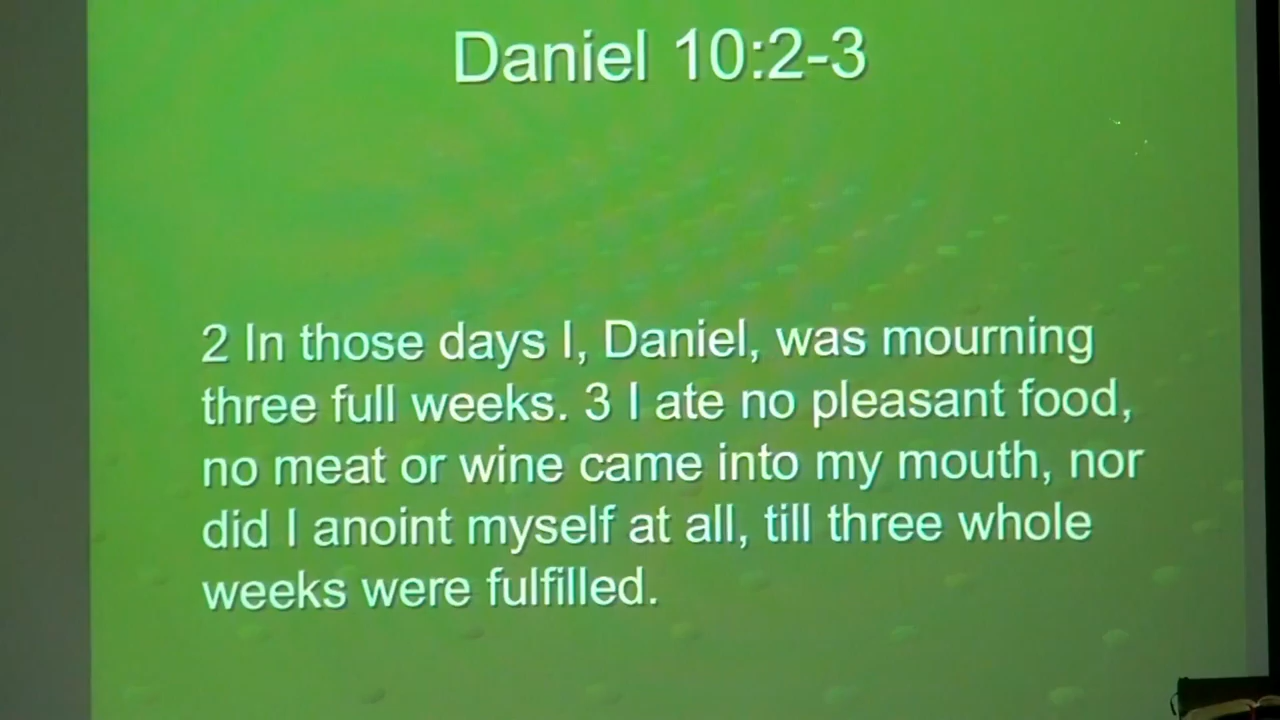 Daniel 10:2-3
2 In those days I, Daniel, was mourning
three full weeks. 3 I ate no pleasant food,
no meat or wine came into my mouth, nor
did I anoint myself at all, till three whole
weeks were fulfilled.